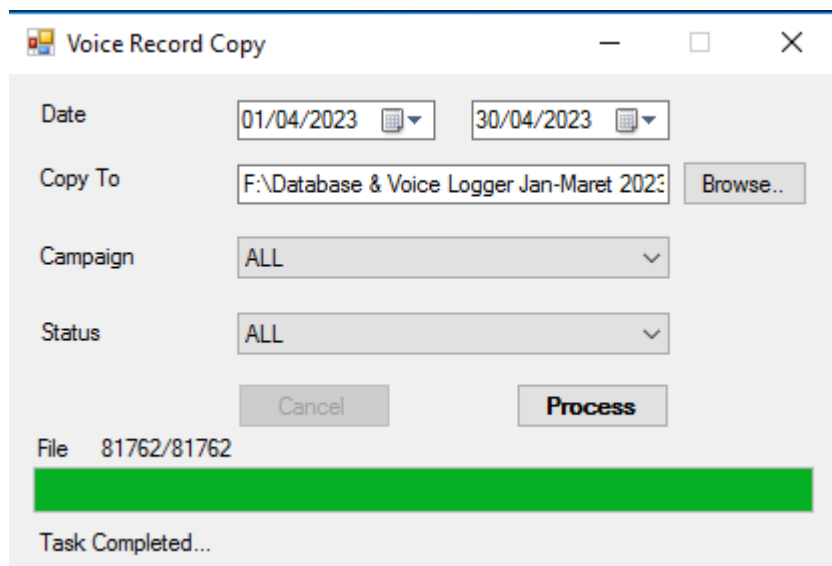 Voice Record Copy
Date 01/04/2023 30/04/2023
Copy To F:\Database & Voice Logger Jan-Maret 2023 Browse..
Campaign ALL
Status ALL
Cancel Process
File 81762/81762
Task Completed...